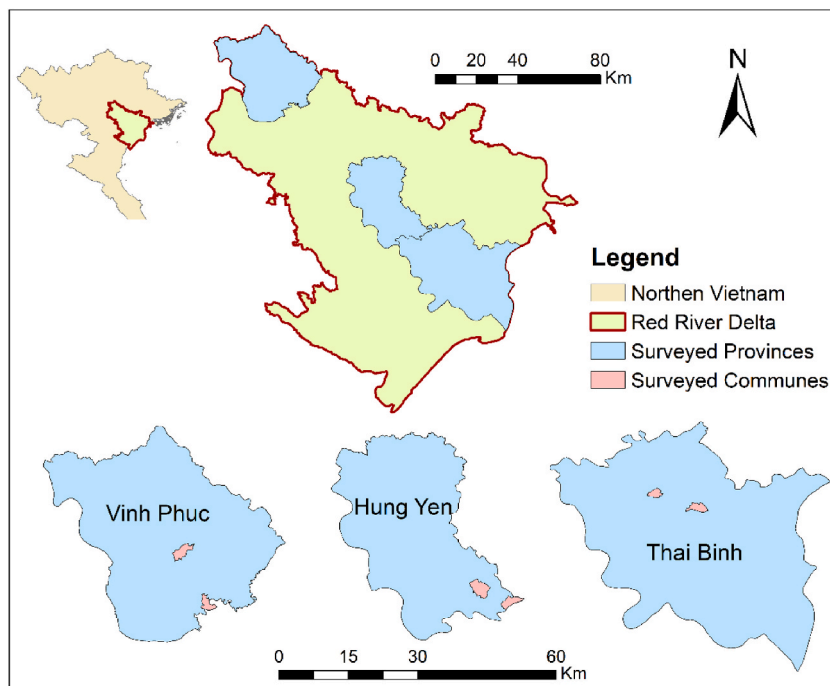 0 20 40 80
Km
N
Legend
Northen Vietnam
Red River Delta
Surveyed Provinces
Surveyed Communes
Vinh Phuc
Hung Yen
Thai Binh
0 15 30 60
Km